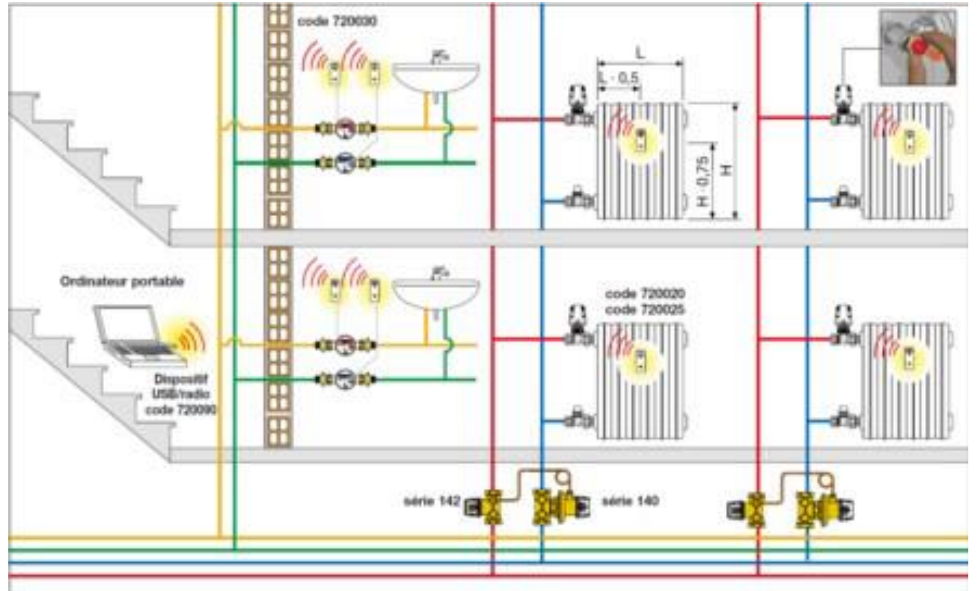 code 720030
L
L · 0,5
H · 0,75
H
Ordinateur portable
Dispositif
USB/radio
code 720090
code 720020
code 720025
série 142
série 140